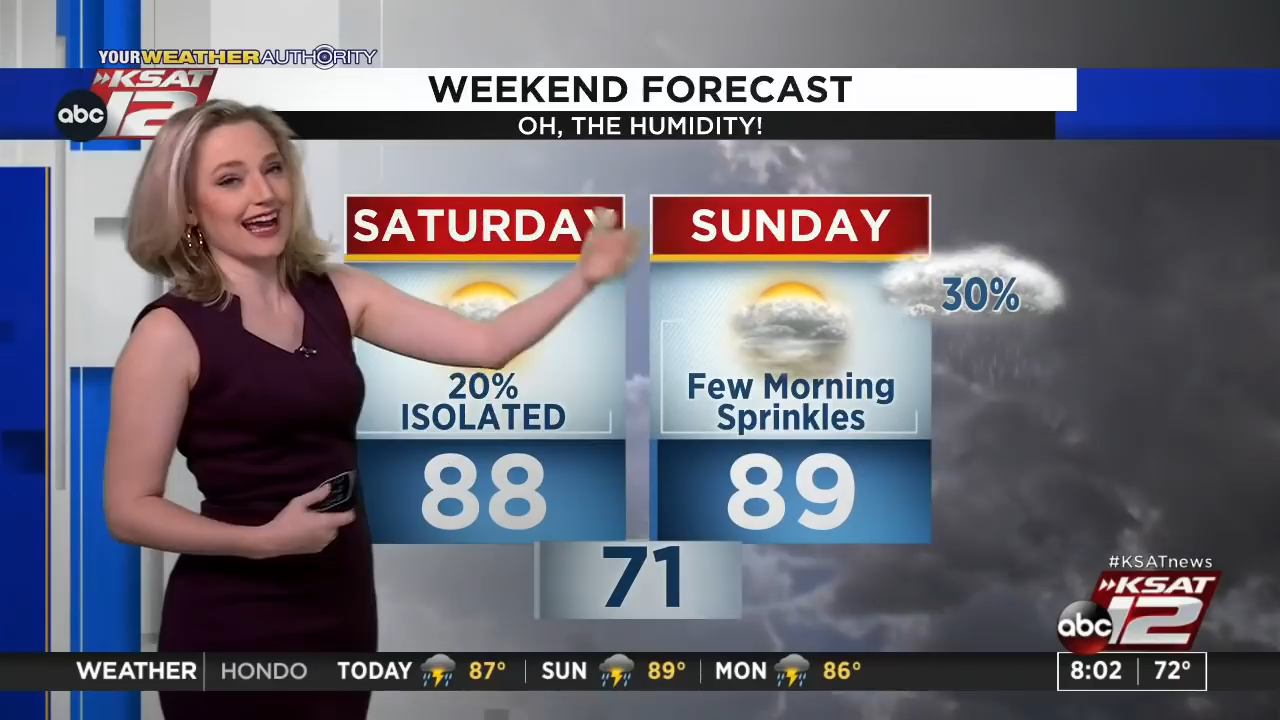 YOUR WEATHER AUTHORITY
KSAT
abc 12
WEEKEND FORECAST
OH, THE HUMIDITY!
SATURDAY
SUNDAY
30%
20%
ISOLATED
Few Morning
Sprinkles
88
89
71
#KSATnews
KSAT
abc 12
WEATHER HONDO TODAY 87° SUN 89° MON 86° 8:02 72°